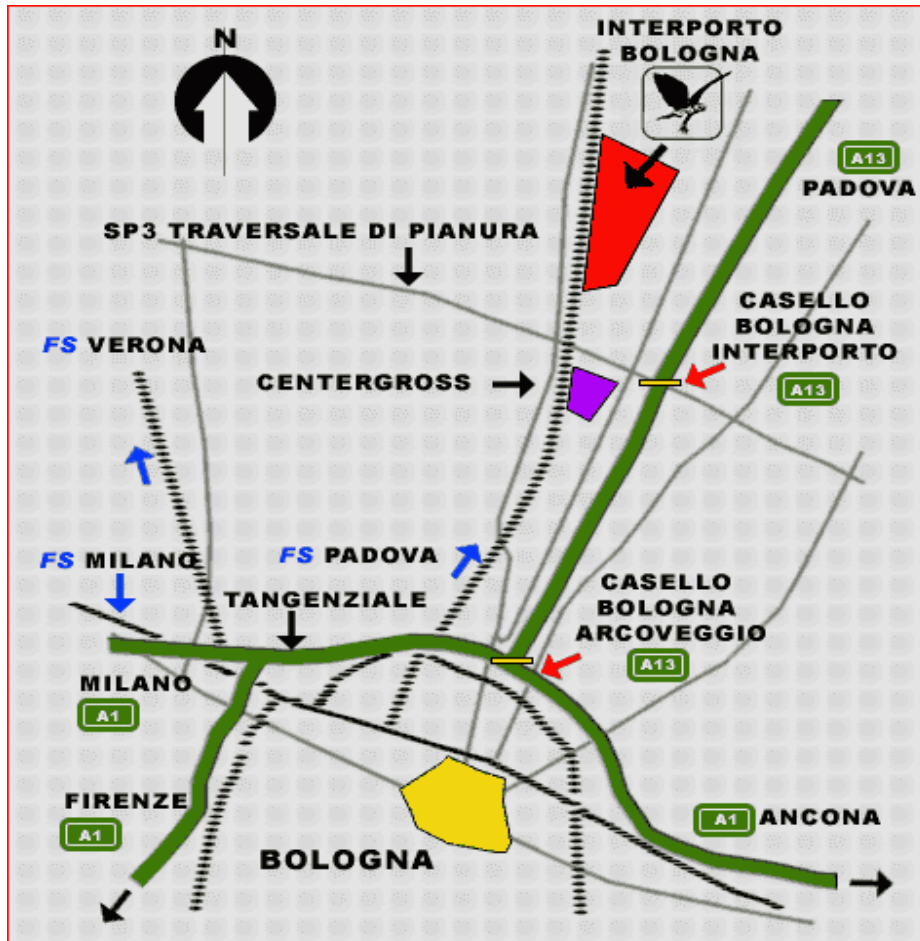 N
INTERPORTO
BOLOGNA
A13
PADOVA
SP3 TRAVERSALE DI PIANURA
CASELLO
BOLOGNA
INTERPORTO
A13
FS VERONA
CENTERGROSS
FS MILANO
FS PADOVA
TANGENZIALE
CASELLO
BOLOGNA
ARCOVEGGIO
A13
MILANO
A1
FIRENZE
A1
A1 ANCONA
BOLOGNA